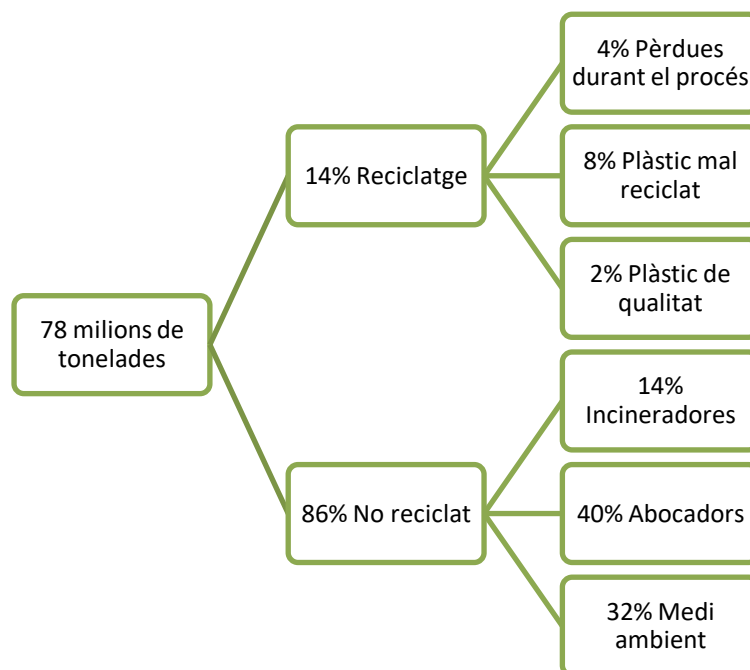 78 milions de
tonelades
14% Reciclatge
4% Pèrdues
durant el procés
8% Plàstic mal
reciclat
2% Plàstic de
qualitat
86% No reciclat
14%
Incineradores
40% Abocadors
32% Medi
ambient